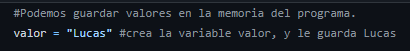 #Podemos guardar valores en la memoria del programa.
valor = "Lucas" #crea la variable valor, y le guarda Lucas